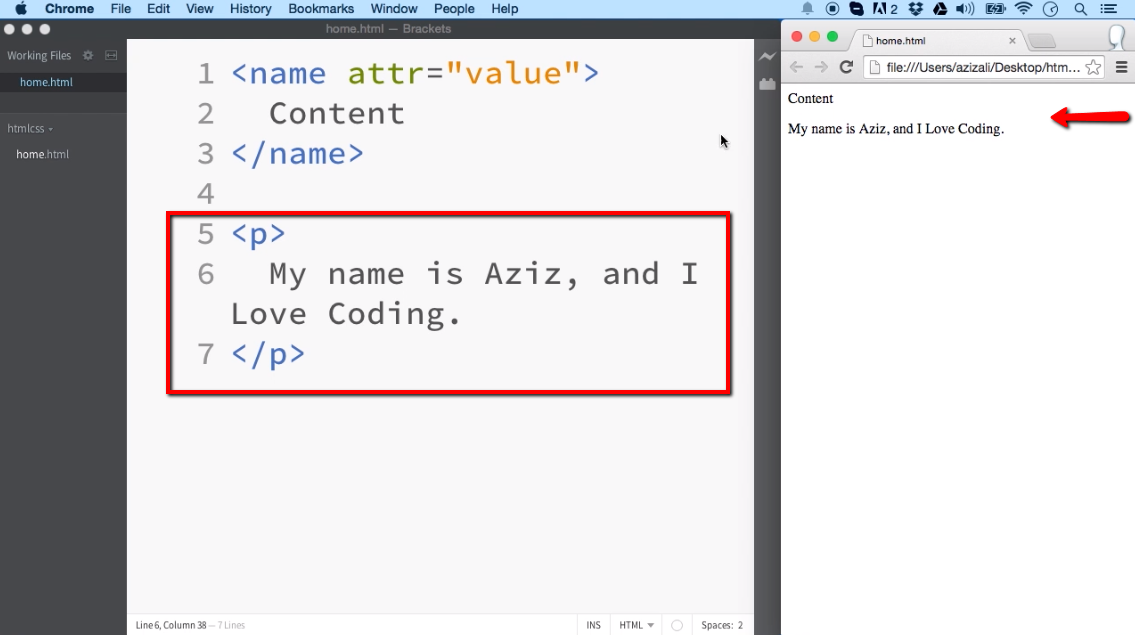 Chrome File Edit View History Bookmarks Window People Help
2
home.html — Brackets
Working Files
home.html
htmlcss
home.html
1 <name attr="value">
2 Content
3 </name>
4
5 <p>
6 My name is Aziz, and I
Love Coding.
7 </p>
Line 6, Column 38 — 7 Lines
INS HTML Spaces: 2
home.html
file:///Users/azizali/Desktop/htm...
Content
My name is Aziz, and I Love Coding.